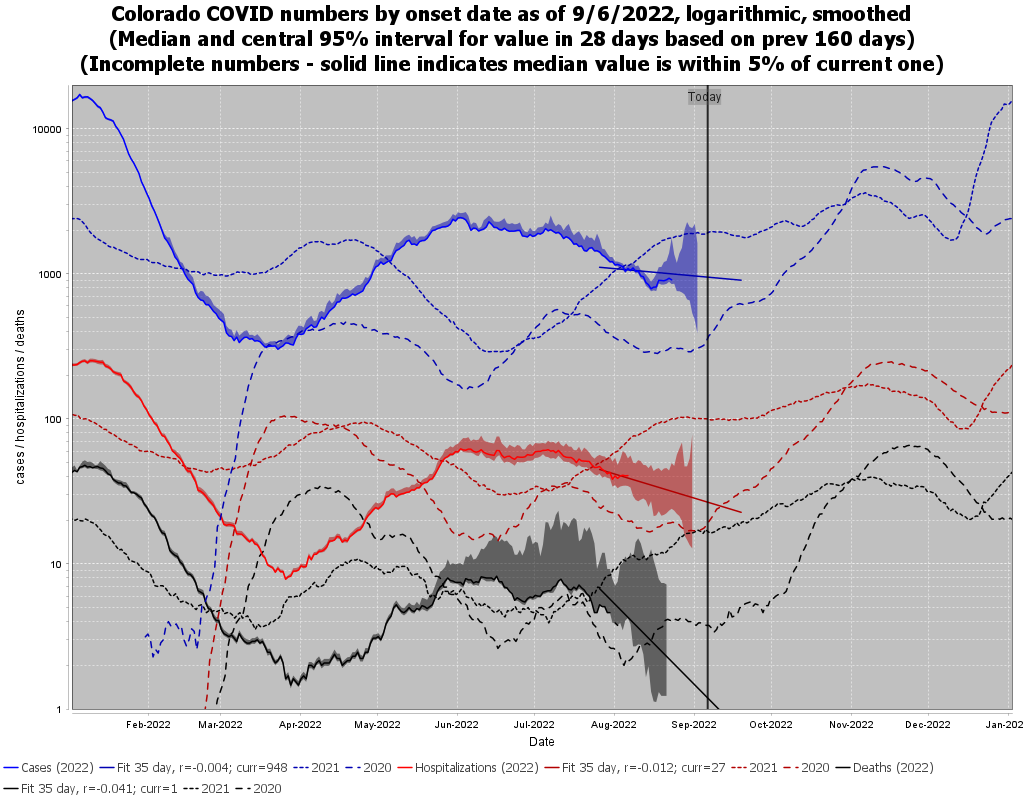 Colorado COVID numbers by onset date as of 9/6/2022, logarithmic, smoothed
(Median and central 95% interval for value in 28 days based on prev 160 days)
(Incomplete numbers - solid line indicates median value is within 5% of current one)
Today
10000
1000
100
10
1
cases / hospitalizations / deaths
Feb-2022 Mar-2022 Apr-2022 May-2022 Jun-2022 Jul-2022 Aug-2022 Sep-2022 Oct-2022 Nov-2022 Dec-2022 Jan-202
Date
Cases (2022) Fit 35 day, r=-0.004; curr=948 2021 2020 Hospitalizations (2022) Fit 35 day, r=-0.012; curr=27 2021 2020 Deaths (2022)
Fit 35 day, r=-0.041; curr=1 2021 2020